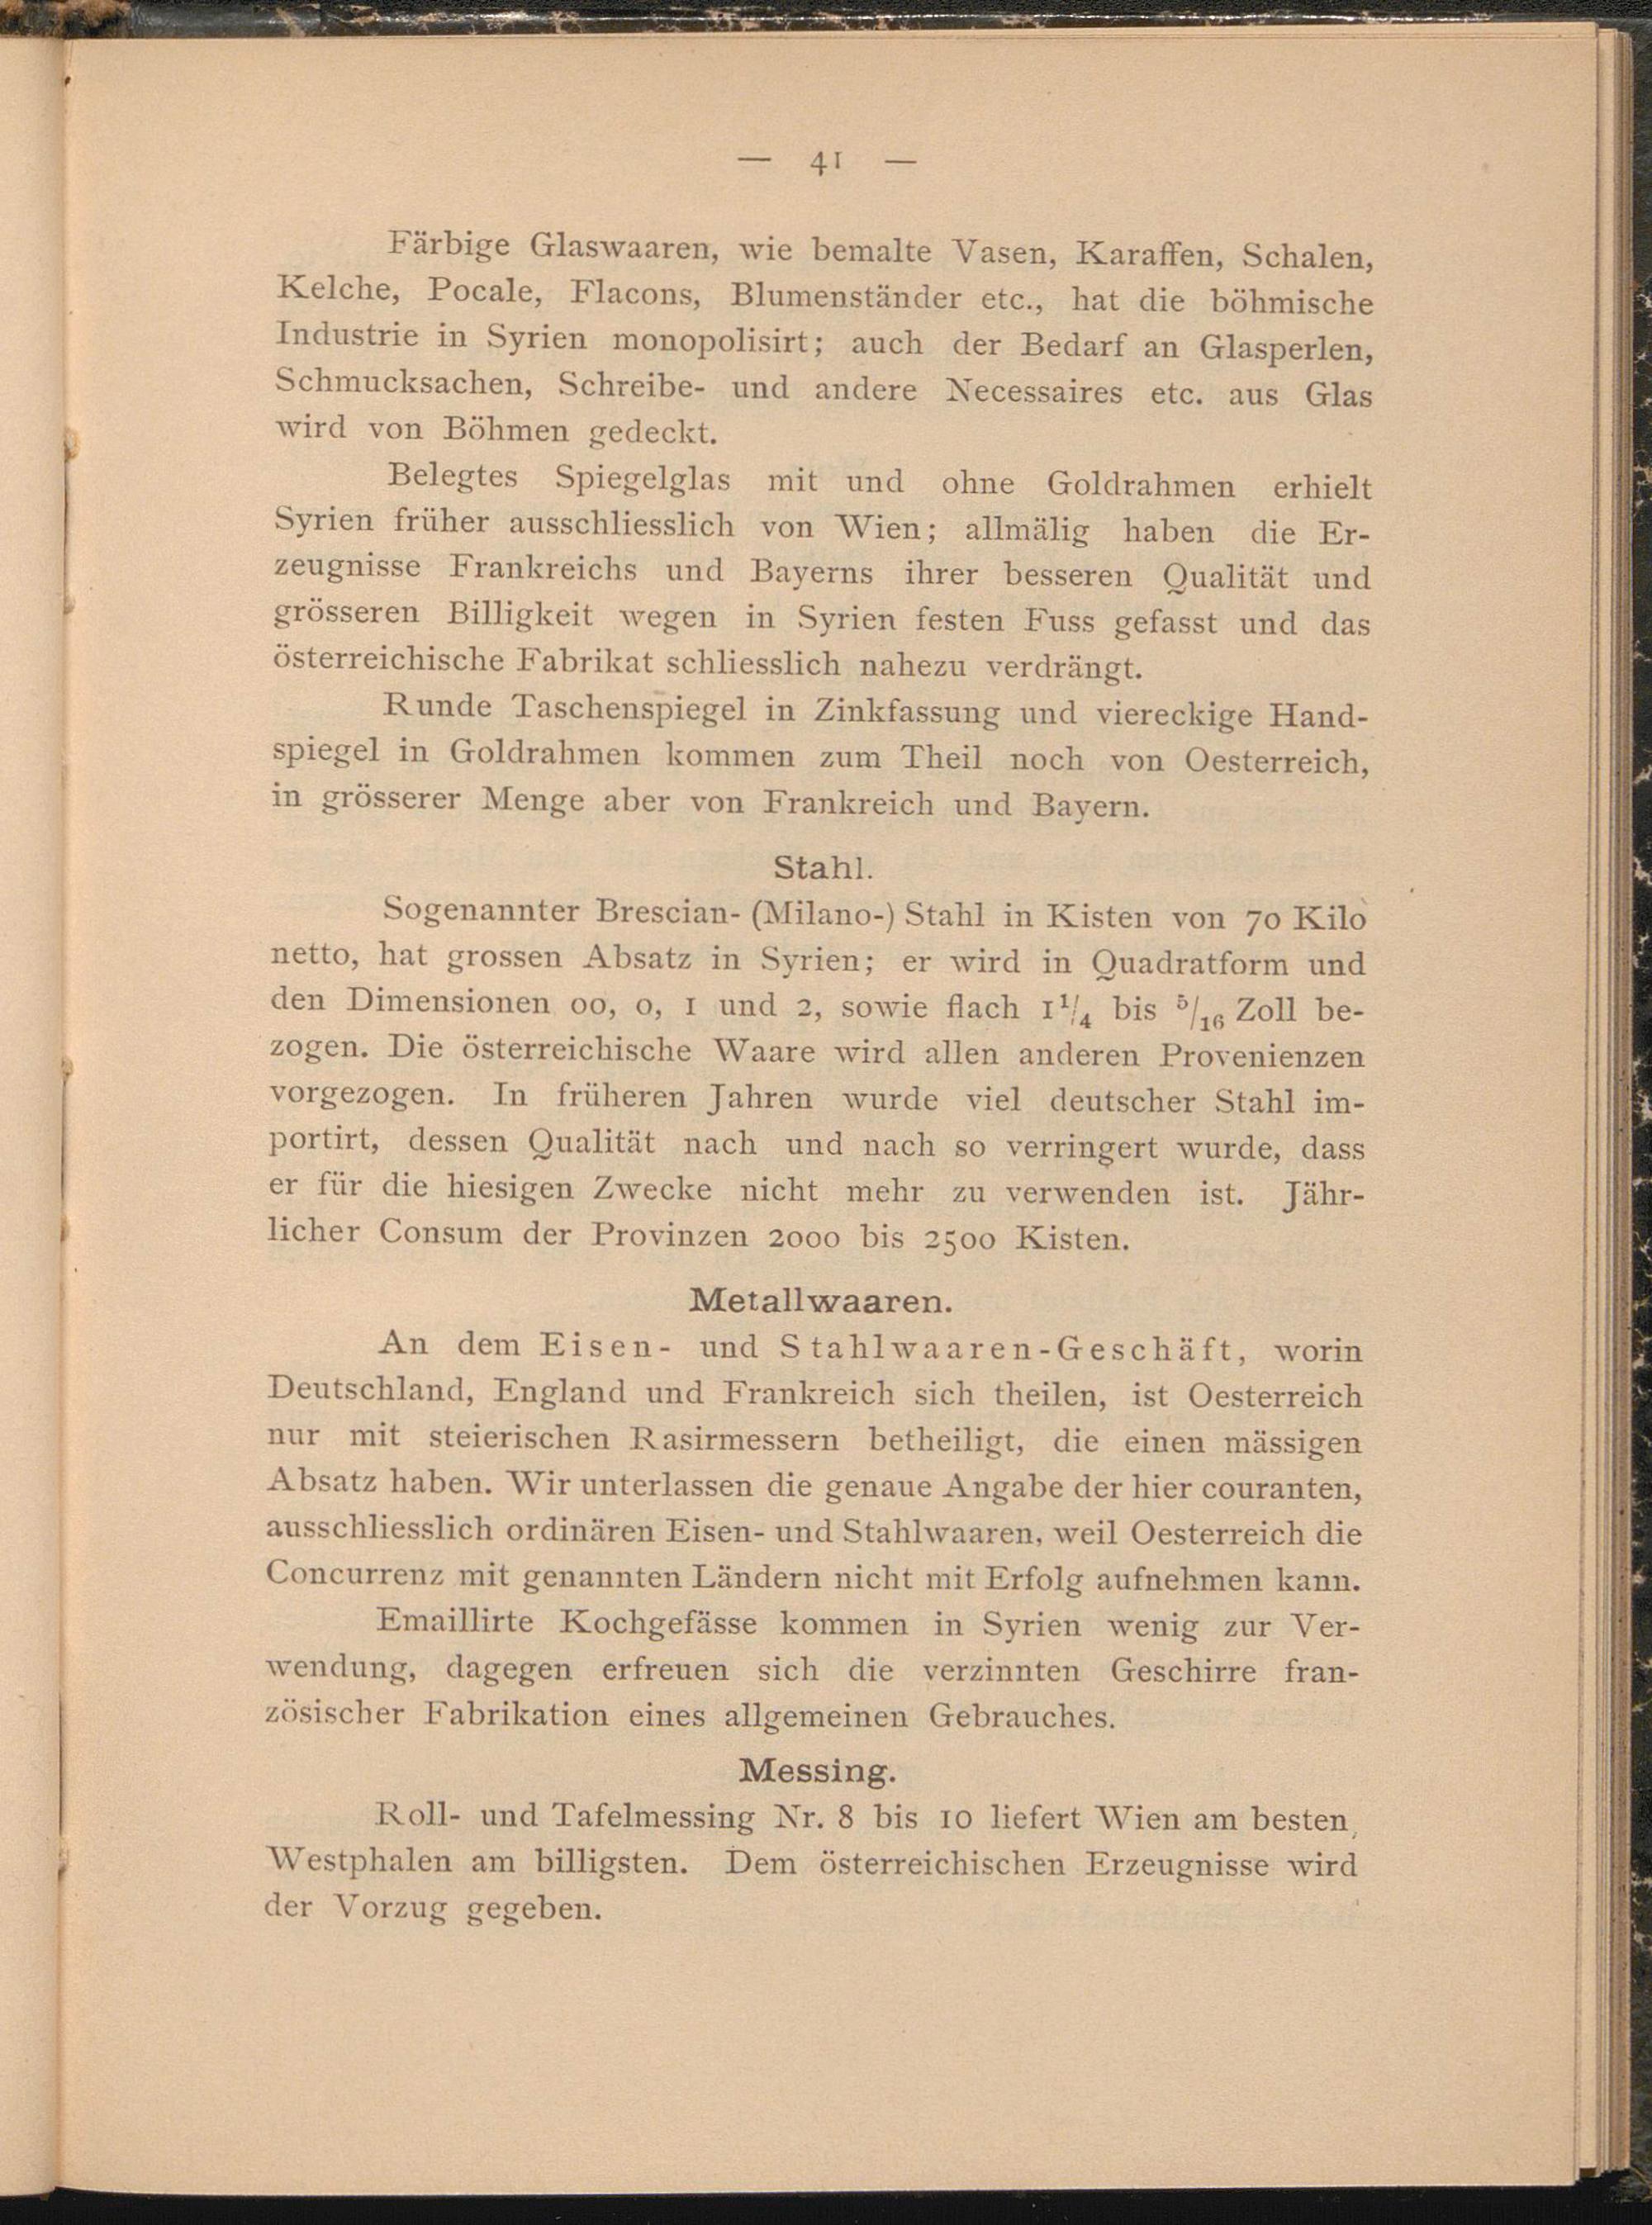 — 41 —
Färbige Glaswaaren, wie bemalte Vasen, Karaffen, Schalen,
Kelche, Pocale, Flacons, Blumenständer etc., hat die böhmische
Industrie in Syrien monopolisirt; auch der Bedarf an Glasperlen,
Schmucksachen, Schreibe- und andere Necessaires etc. aus Glas
wird von Böhmen gedeckt.
Belegtes Spiegelglas mit und ohne Goldrahmen erhielt
Syrien früher ausschliesslich von Wien; allmälig haben die Er-
zeugnisse Frankreichs und Bayerns ihrer besseren Qualität und
grösseren Billigkeit wegen in Syrien festen Fuss gefasst und das
österreichische Fabrikat schliesslich nahezu verdrängt.
Runde Taschenspiegel in Zinkfassung und viereckige Hand-
spiegel in Goldrahmen kommen zum Theil noch von Oesterreich,
in grösserer Menge aber von Frankreich und Bayern.
Stahl.
Sogenannter Brescian- (Milano-) Stahl in Kisten von 70 Kilo
netto, hat grossen Absatz in Syrien; er wird in Quadratform und
den Dimensionen 00, 0, 1 und 2, sowie flach 1¹/₄ bis ⁵/₁₆ Zoll be-
zogen. Die österreichische Waare wird allen anderen Provenienzen
vorgezogen. In früheren Jahren wurde viel deutscher Stahl im-
portirt, dessen Qualität nach und nach so verringert wurde, dass
er für die hiesigen Zwecke nicht mehr zu verwenden ist. Jähr-
licher Consum der Provinzen 2000 bis 2500 Kisten.
Metallwaaren.
An dem Eisen- und Stahlwaaren-Geschäft, worin
Deutschland, England und Frankreich sich theilen, ist Oesterreich
nur mit steierischen Rasirmessern betheiligt, die einen mässigen
Absatz haben. Wir unterlassen die genaue Angabe der hier couranten,
ausschliesslich ordinären Eisen- und Stahlwaaren, weil Oesterreich die
Concurrenz mit genannten Ländern nicht mit Erfolg aufnehmen kann.
Emaillirte Kochgefässe kommen in Syrien wenig zur Ver-
wendung, dagegen erfreuen sich die verzinnten Geschirre fran-
zösischer Fabrikation eines allgemeinen Gebrauches.
Messing.
Roll- und Tafelmessing Nr. 8 bis 10 liefert Wien am besten,
Westphalen am billigsten. Dem österreichischen Erzeugnisse wird
der Vorzug gegeben.